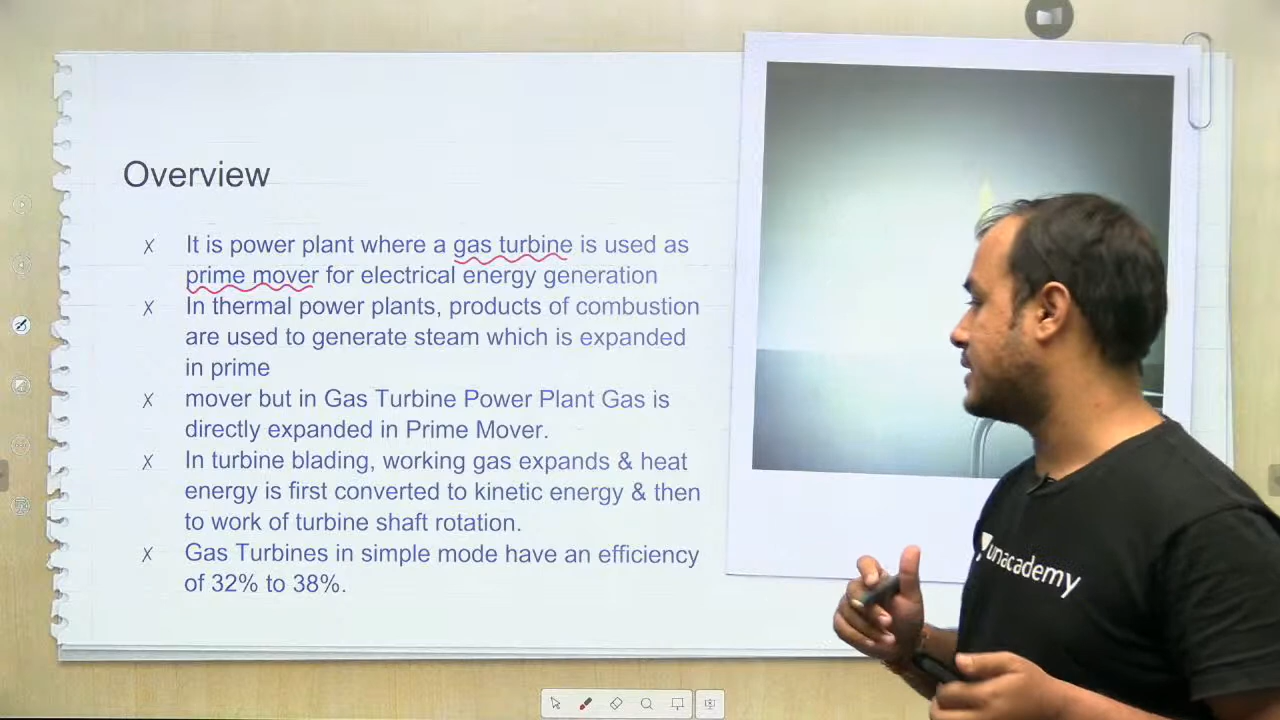 Overview
It is power plant where a gas turbine is used as
prime mover for electrical energy generation
In thermal power plants, products of combustion
are used to generate steam which is expanded
in prime
mover but in Gas Turbine Power Plant Gas is
directly expanded in Prime Mover.
In turbine blading, working gas expands & heat
energy is first converted to kinetic energy & then
to work of turbine shaft rotation.
Gas Turbines in simple mode have an efficiency
of 32% to 38%.
unacademy